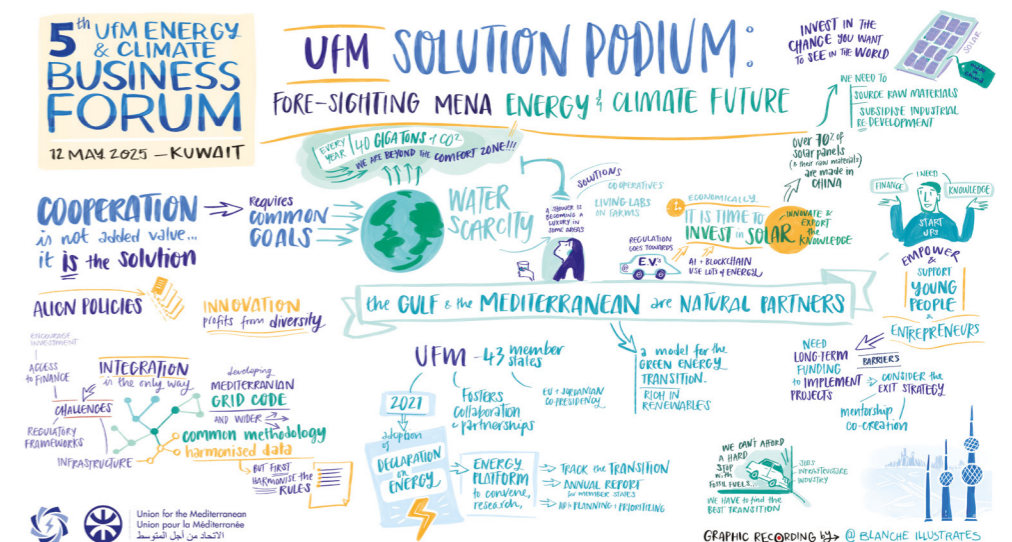 5th UfM ENERGY
& CLIMATE
BUSINESS
FORUM
12 MAY 2025 – KUWAIT
UfM SOLUTION PODIUM:
FORE-SIGHTING MENA ENERGY & CLIMATE FUTURE
INVEST IN THE
CHANGE YOU WANT
TO SEE IN THE WORLD
SOLAR
MADE IN CHINA
WE NEED TO
SOURCE RAW MATERIALS
SUBSIDISE INDUSTRIAL
RE-DEVELOPMENT
OVER 70% of
solar panels
(& their raw materials)
are made in
CHINA
EVERY
YEAR
40 GIGATONS of CO2
WE ARE BEYOND THE COMFORT ZONE!!!
COOPERATION
is not added value...
it is the solution
Requires
COMMON
GOALS
WATER
SCARCITY
A SHOWER IS
BECOMING A
LUXURY IN
SOME AREAS
SOLUTIONS
COOPERATIVES
LIVING LABS
ON FARMS
ECONOMICALLY
IT IS TIME TO
INVEST in SOLAR
INNOVATE &
EXPORT
the
KNOWLEDGE
REGULATION
GOES TOWARDS
E.V.s
AI + BLOCKCHAIN
USE LOTS of ENERGY
I NEED
FINANCE
KNOWLEDGE
START
UPS
EMPOWER
&
SUPPORT
YOUNG
PEOPLE
&
ENTREPRENEURS
the GULF & the MEDITERRANEAN are NATURAL PARTNERS
ALIGN POLICIES
INNOVATION
profits from diversity
ENCOURAGE
INVESTMENT
ACCESS
TO FINANCE
CHALLENGES
REGULATORY
FRAMEWORKS
INFRASTRUCTURE
INTEGRATION
is the only way
developing
MEDITERRANEAN
GRID CODE
AND WIDER
common methodology
harmonised data
BUT FIRST
HARMONISE the
RULES
UFM – 43 member
states
2021
adoption
of
DECLARATION
on
ENERGY
FOSTERS
collaboration
& partnerships
EU + JORDANIAN
CO-PRESIDENCY
ENERGY
PLATFORM
to convene,
research,
TRACK the TRANSITION
ANNUAL REPORT
for MEMBER STATES
a model for the
GREEN ENERGY
TRANSITION.
RICH IN
RENEWABLES
BARRIERS
NEED
LONG-TERM
FUNDING
to IMPLEMENT
PROJECTS
CONSIDER the
EXIT STRATEGY
mentorship
co-creation
WE CAN'T AFFORD
A HARD
STOP
with
FOSSIL FUELS.
WE HAVE to find the
BEST TRANSITION
JOBS
INFRASTRUCTURE
INDUSTRY
Union for the Mediterranean
Union pour la Méditerranée
الاتحاد من أجل المتوسط
GRAPHIC RECORDING by → @ BLANCHE ILLUSTRATES